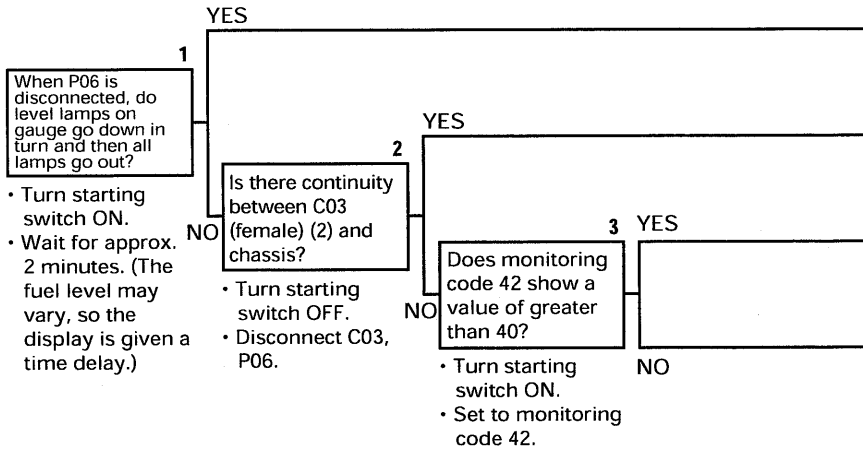 YES
1
When P06 is
disconnected, do
level lamps on
gauge go down in
turn and then all
lamps go out?
• Turn starting
switch ON.
• Wait for approx.
2 minutes. (The
fuel level may
vary, so the
display is given a
time delay.)
NO
YES
2
Is there continuity
between C03
(female) (2) and
chassis?
• Turn starting
switch OFF.
• Disconnect C03,
P06.
NO
3 YES
Does monitoring
code 42 show a
value of greater
than 40?
• Turn starting
switch ON.
• Set to monitoring
code 42.
NO